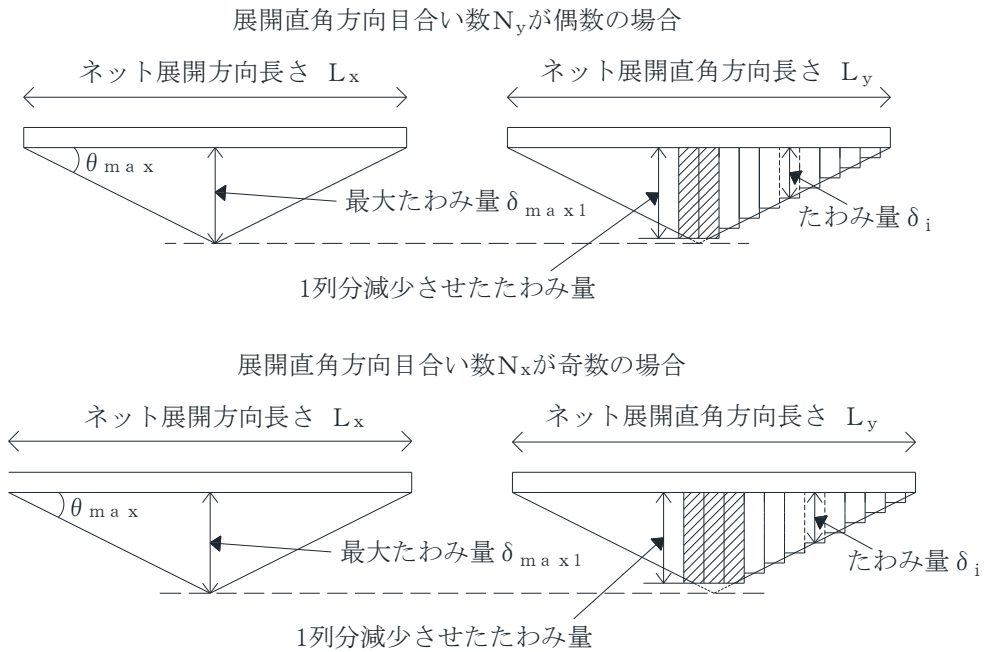 展開直角方向目合い数Nyが偶数の場合
ネット展開方向長さ Lx
ネット展開直角方向長さ Ly
θmax
最大たわみ量δmax1
たわみ量δi
1列分減少させたたわみ量
展開直角方向目合い数Nxが奇数の場合
ネット展開方向長さ Lx
ネット展開直角方向長さ Ly
θmax
最大たわみ量δmax1
たわみ量δi
1列分減少させたたわみ量